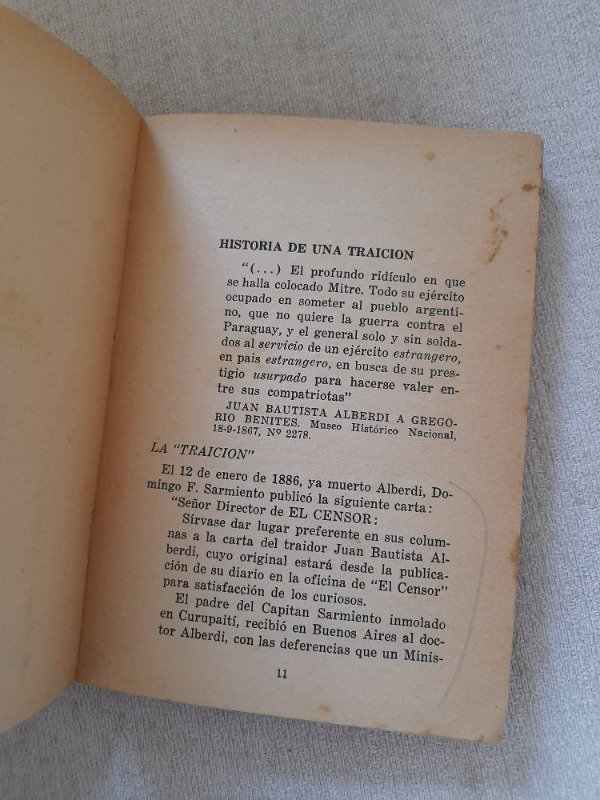 HISTORIA DE UNA TRAICION
"(...) El profundo ridículo en que
se halla colocado Mitre. Todo su ejército
ocupado en someter al pueblo argenti-
no, que no quiere la guerra contra el
Paraguay, y el general solo y sin solda-
dos al servicio de un ejército estrangero,
en pais estrangero, en busca de su pres-
tigio usurpado para hacerse valer en-
tre sus compatriotas"
JUAN BAUTISTA ALBERDI A GREGO-
RIO BENITES. Museo Histórico Nacional,
18-9-1867, Nº 2278.
LA "TRAICION"
El 12 de enero de 1886, ya muerto Alberdi, Do-
mingo F. Sarmiento publicó la siguiente carta:
"Señor Director de EL CENSOR:
Sírvase dar lugar preferente en sus colum-
nas a la carta del traidor Juan Bautista Al-
berdi, cuyo original estará desde la publica-
ción de su diario en la oficina de "El Censor"
para satisfacción de los curiosos.
El padre del Capitan Sarmiento inmolado
en Curupaití, recibió en Buenos Aires al doc-
tor Alberdi, con las deferencias que un Minis-
11